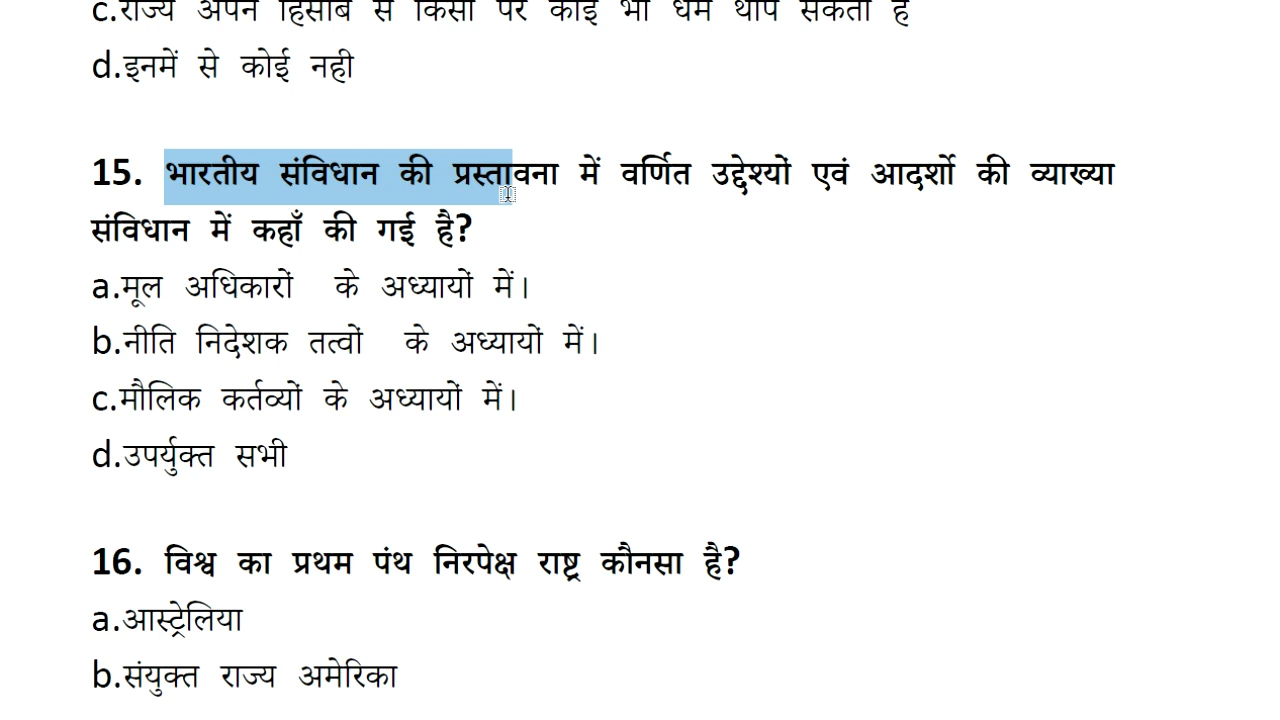 c.राज्य अपने हिसाब से किसी पर कोई भी धर्म थोप सकता है
d.इनमें से कोई नही
15. भारतीय संविधान की प्रस्तावना में वर्णित उद्देश्यों एवं आदर्शो की व्याख्या
संविधान में कहाँ की गई है?
a.मूल अधिकारों के अध्यायों में।
b.नीति निदेशक तत्वों के अध्यायों में।
c.मौलिक कर्तव्यों के अध्यायों में।
d.उपर्युक्त सभी
16. विश्व का प्रथम पंथ निरपेक्ष राष्ट्र कौनसा है?
a.आस्ट्रेलिया
b.संयुक्त राज्य अमेरिका